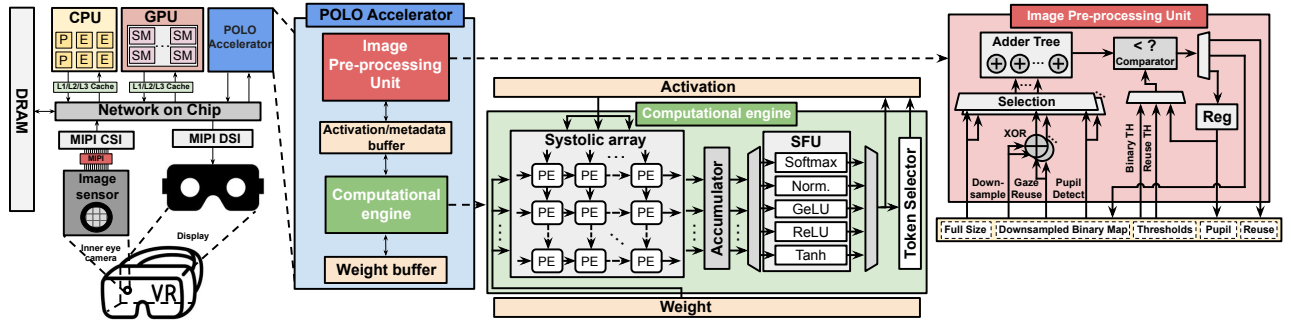 DRAM
CPU
P E E
P E E
GPU
SM SM
...
SM SM
POLO
Accelerator
L1/L2/L3 Cache
L1/L2/L3 Cache
Network on Chip
MIPI CSI
MIPI DSI
MIPI
Image
sensor
Inner eye
camera
Display
VR
POLO Accelerator
Image
Pre-processing
Unit
Activation/metadata
buffer
Computational
engine
Weight buffer
Activation
Computational engine
Systolic array
PE PE PE
PE PE PE
PE PE PE
Accumulator
SFU
Softmax
Norm.
GeLU
ReLU
Tanh
Token Selector
Weight
Image Pre-processing Unit
Adder Tree
< ?
Comparator
Selection
Reg
XOR
Binary TH
Reuse TH
Down-
sample
Gaze
Reuse
Pupil
Detect
Full Size
Downsampled Binary Map
Thresholds
Pupil
Reuse